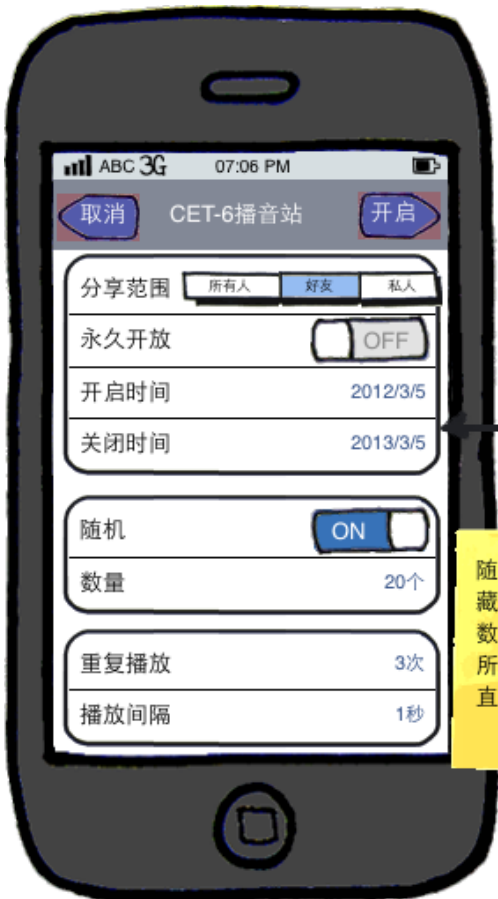 ABC 3G 07:06 PM
取消 CET-6播音站 开启
分享范围 所有人 好友 私人
永久开放 OFF
开启时间 2012/3/5
关闭时间 2013/3/5
随机 ON
数量 20个
重复播放 3次
播放间隔 1秒
随
藏
数
所
直